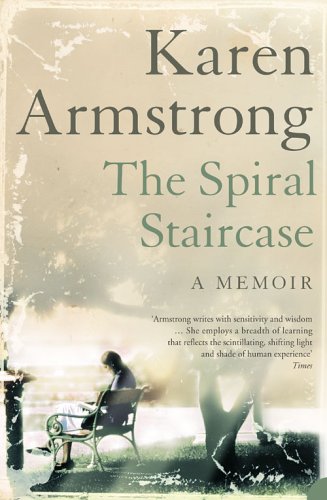 Karen
Armstrong
The Spiral
Staircase
A MEMOIR
'Armstrong writes with sensitivity and wisdom
... She employs a breadth of learning
that reflects the scintillating, shifting light
and shade of human experience'
Times